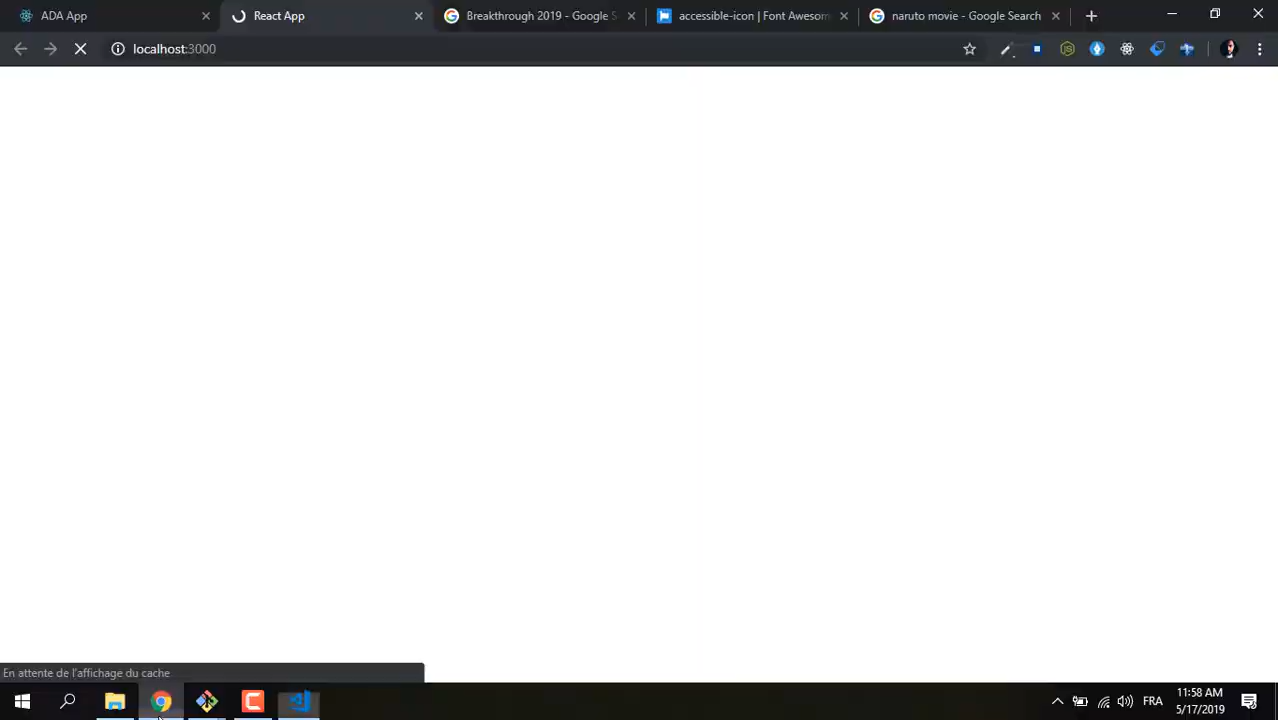 ADA App
React App
Breakthrough 2019 - Google S
accessible-icon | Font Awesom
naruto movie - Google Search
localhost:3000
En attente de l'affichage du cache
FRA
11:58 AM
5/17/2019